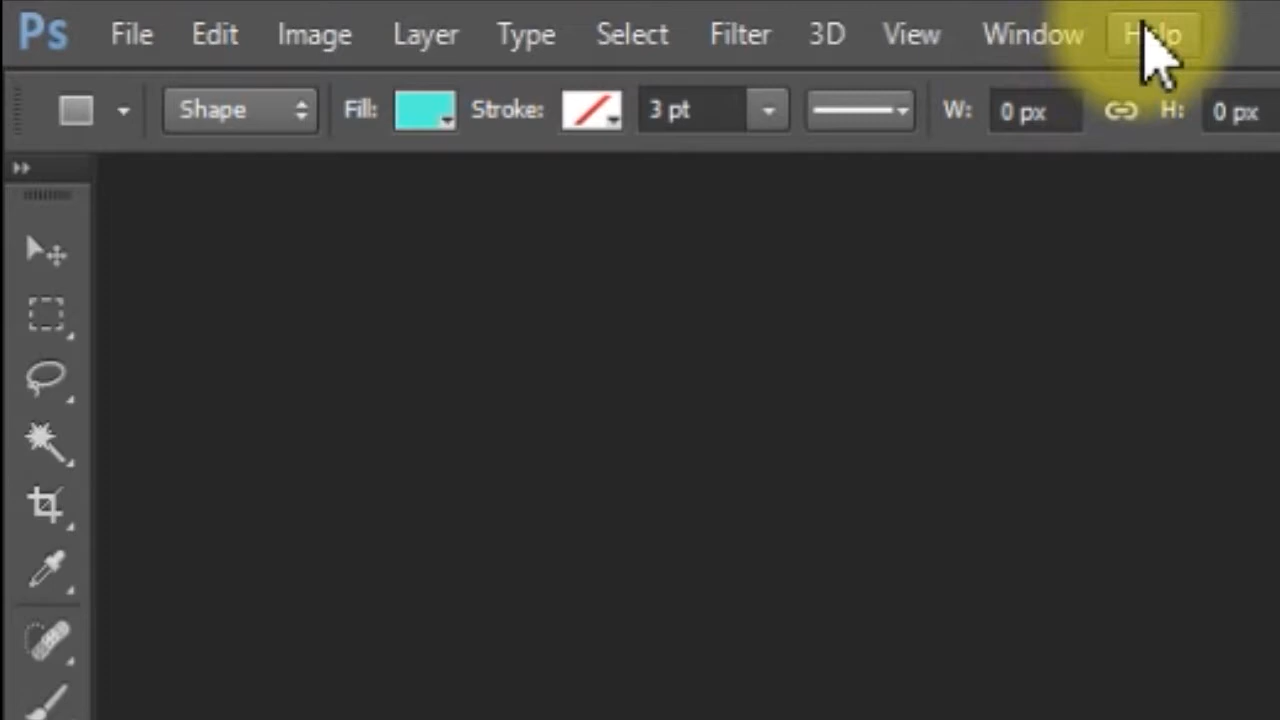 Ps File Edit Image Layer Type Select Filter 3D View Window Help
Shape Fill: Stroke: 3 pt W: 0 px H: 0 px